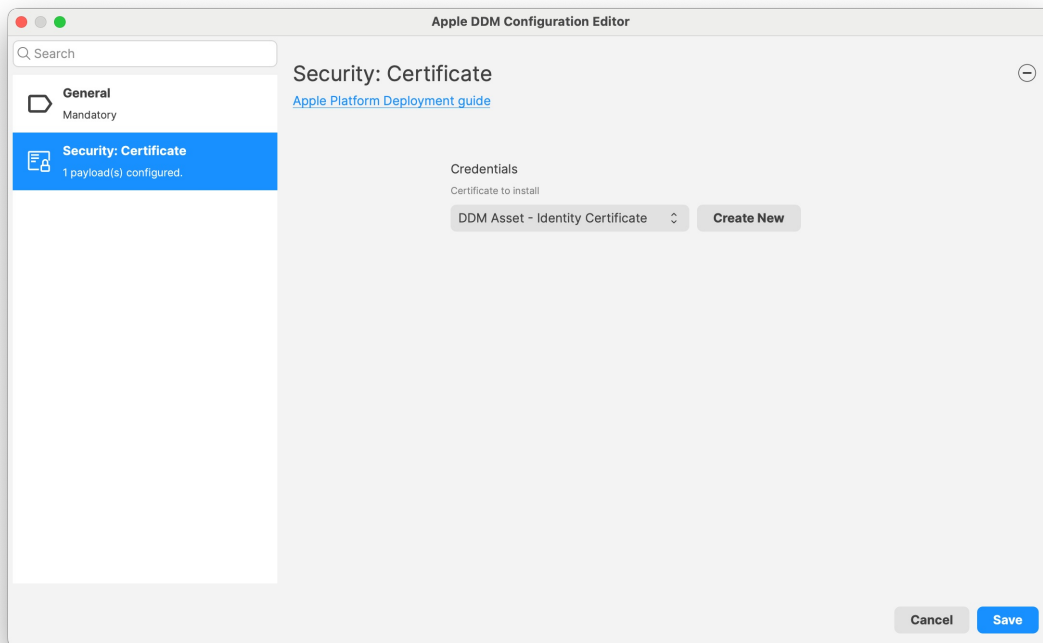 Apple DDM Configuration Editor
Search
General
Mandatory
Security: Certificate
1 payload(s) configured.
Security: Certificate
Apple Platform Deployment guide
Credentials
Certificate to install
DDM Asset - Identity Certificate
Create New
Cancel
Save